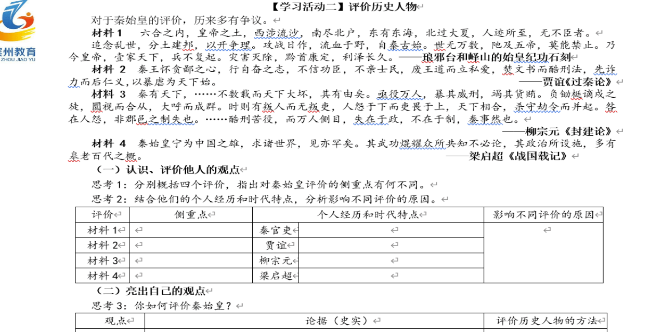 【学习活动二】评价历史人物
对于秦始皇的评价，历来多有争议。
材料 1 六合之内，皇帝之土，西涉流沙，南尽北户，东有东海，北过大夏，人迹所至，无不臣者。
追念乱世，分土建邦，以开争理。攻战日作，流血于野，自泰古始。世无万数，陁及五帝，莫能禁止。乃
今皇帝，壹家天下，兵不复起。灾害灭除，黔首康定，利泽长久。——琅邪台和峄山的始皇纪功石刻
材料 2 秦王怀贪鄙之心，行自奋之志，不信功臣，不亲士民，废王道而立私爱，焚文书而酷刑法，先诈
力而后仁义，以暴虐为天下始。 ——贾谊《过秦论》
材料 3 秦有天下，……不数载而天下大坏，其有由矣。亟役万人，暴其威刑，竭其货贿。负锄梃谪戍之
徒，圜视而合从，大呼而成群。时则有叛人而无叛吏，人怨于下而吏畏于上，天下相合，杀守劫令而并起。咎
在人怨，非郡邑之制失也。……酷刑苦役，而万人侧目，失在于政，不在于制，秦事然也。
——柳宗元《封建论》
材料 4 秦始皇宁为中国之雄，求诸世界，见亦罕矣。其武功焜耀众所共知不必论，其政治所设施，多有
皋老百代之概。 ——梁启超《战国载记》
（一）认识、评价他人的观点
思考 1：分别概括四个评价，指出对秦始皇评价的侧重点有何不同。
思考 2：结合他们的个人经历和时代特点，分析影响不同评价的原因。
评价 侧重点 个人经历和时代特点 影响不同评价的原因
材料 1 秦官吏
材料 2 贾谊
材料 3 柳宗元
材料 4 梁启超
（二）亮出自己的观点
思考 3：你如何评价秦始皇？
观点 论据（史实） 评价历史人物的方法